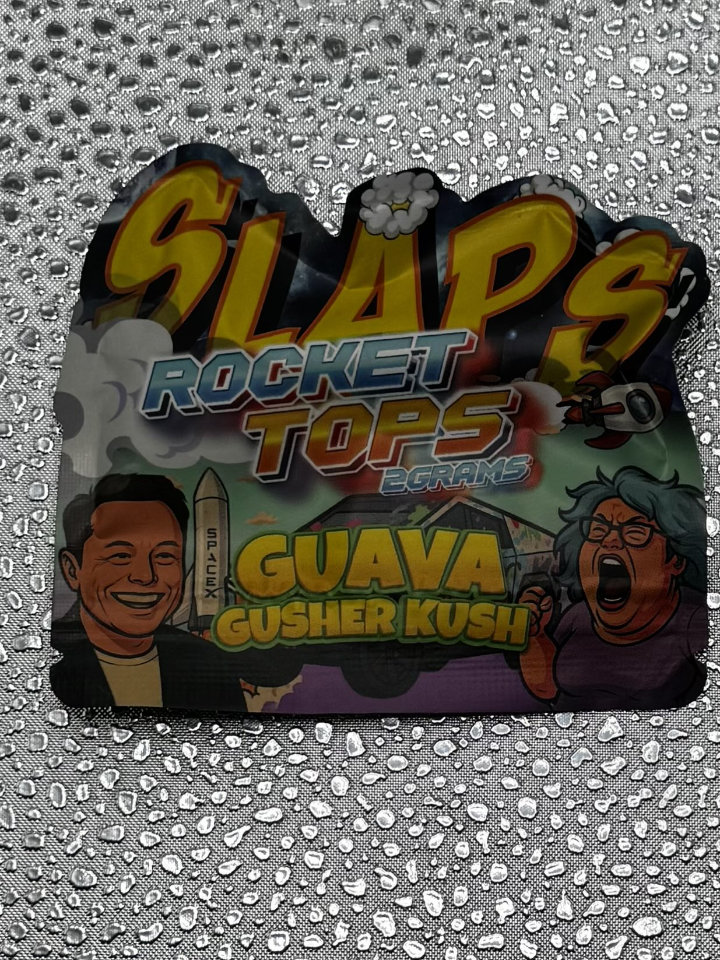 SLAPS
ROCKET
TOPS
2GRAMS
SPACEX
GUAVA
GUSHER KUSH